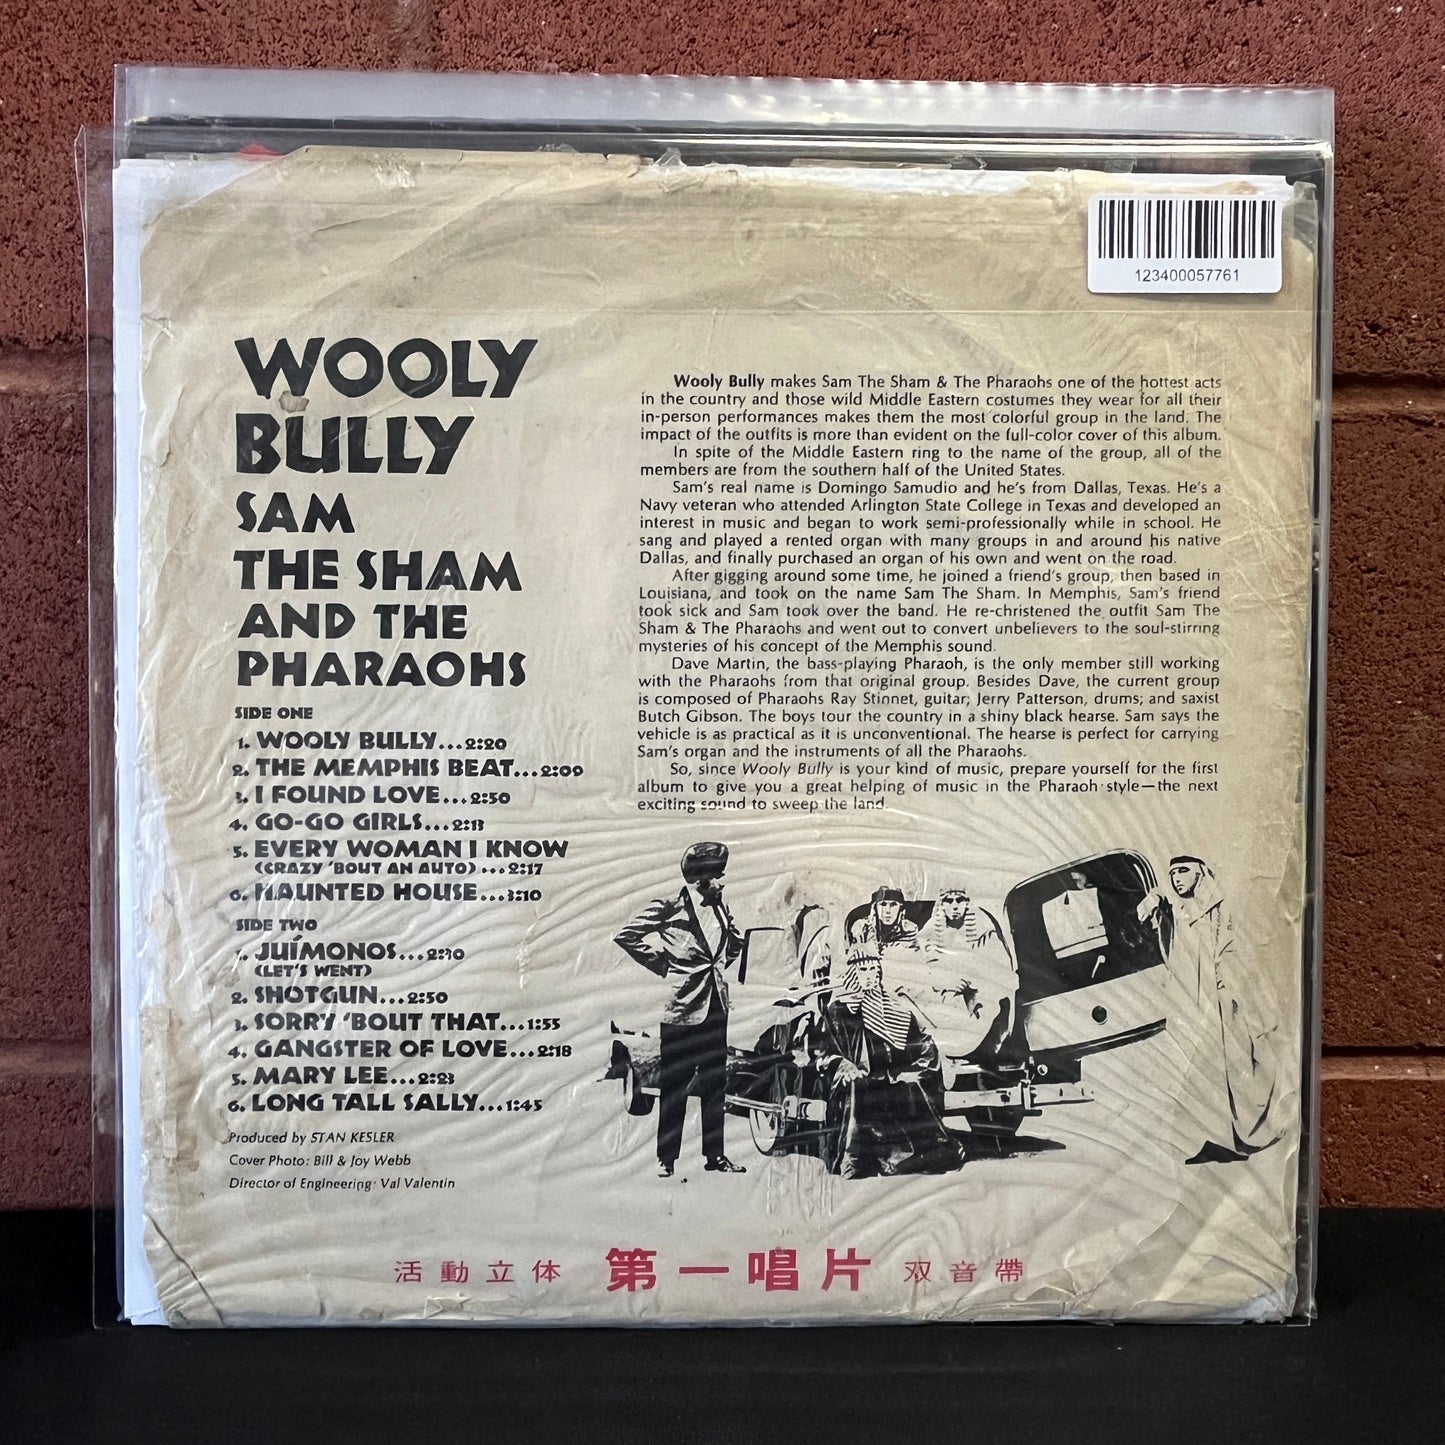 123400057761
WOOLY
BULLY
SAM
THE SHAM
AND THE
PHARAOHS
SIDE ONE
1. WOOLY BULLY...2:20
2. THE MEMPHIS BEAT...2:00
3. I FOUND LOVE...2:50
4. GO-GO GIRLS...2:13
5. EVERY WOMAN I KNOW
(CRAZY 'BOUT AN AUTO)...2:17
6. HAUNTED HOUSE...3:10
SIDE TWO
1. JUÍMONOS...2:30
(LET'S WENT)
2. SHOTGUN...2:50
3. SORRY 'BOUT THAT...1:55
4. GANGSTER OF LOVE...2:18
5. MARY LEE...2:23
6. LONG TALL SALLY...1:45
Produced by STAN KESLER
Cover Photo: Bill & Joy Webb
Director of Engineering: Val Valentin
Wooly Bully makes Sam The Sham & The Pharaohs one of the hottest acts
in the country and those wild Middle Eastern costumes they wear for all their
in-person performances makes them the most colorful group in the land. The
impact of the outfits is more than evident on the full-color cover of this album.
In spite of the Middle Eastern ring to the name of the group, all of the
members are from the southern half of the United States.
Sam's real name is Domingo Samudio and he's from Dallas, Texas. He's a
Navy veteran who attended Arlington State College in Texas and developed an
interest in music and began to work semi-professionally while in school. He
sang and played a rented organ with many groups in and around his native
Dallas, and finally purchased an organ of his own and went on the road.
After gigging around some time, he joined a friend's group, then based in
Louisiana, and took on the name Sam The Sham. In Memphis, Sam's friend
took sick and Sam took over the band. He re-christened the outfit Sam The
Sham & The Pharaohs and went out to convert unbelievers to the soul-stirring
mysteries of his concept of the Memphis sound.
Dave Martin, the bass-playing Pharaoh, is the only member still working
with the Pharaohs from that original group. Besides Dave, the current group
is composed of Pharaohs Ray Stinnet, guitar; Jerry Patterson, drums; and saxist
Butch Gibson. The boys tour the country in a shiny black hearse. Sam says the
vehicle is as practical as it is unconventional. The hearse is perfect for carrying
Sam's organ and the instruments of all the Pharaohs.
So, since Wooly Bully is your kind of music, prepare yourself for the first
album to give you a great helping of music in the Pharaoh style—the next
exciting sound to sweep the land.
活動立体 第一唱片 双音帶